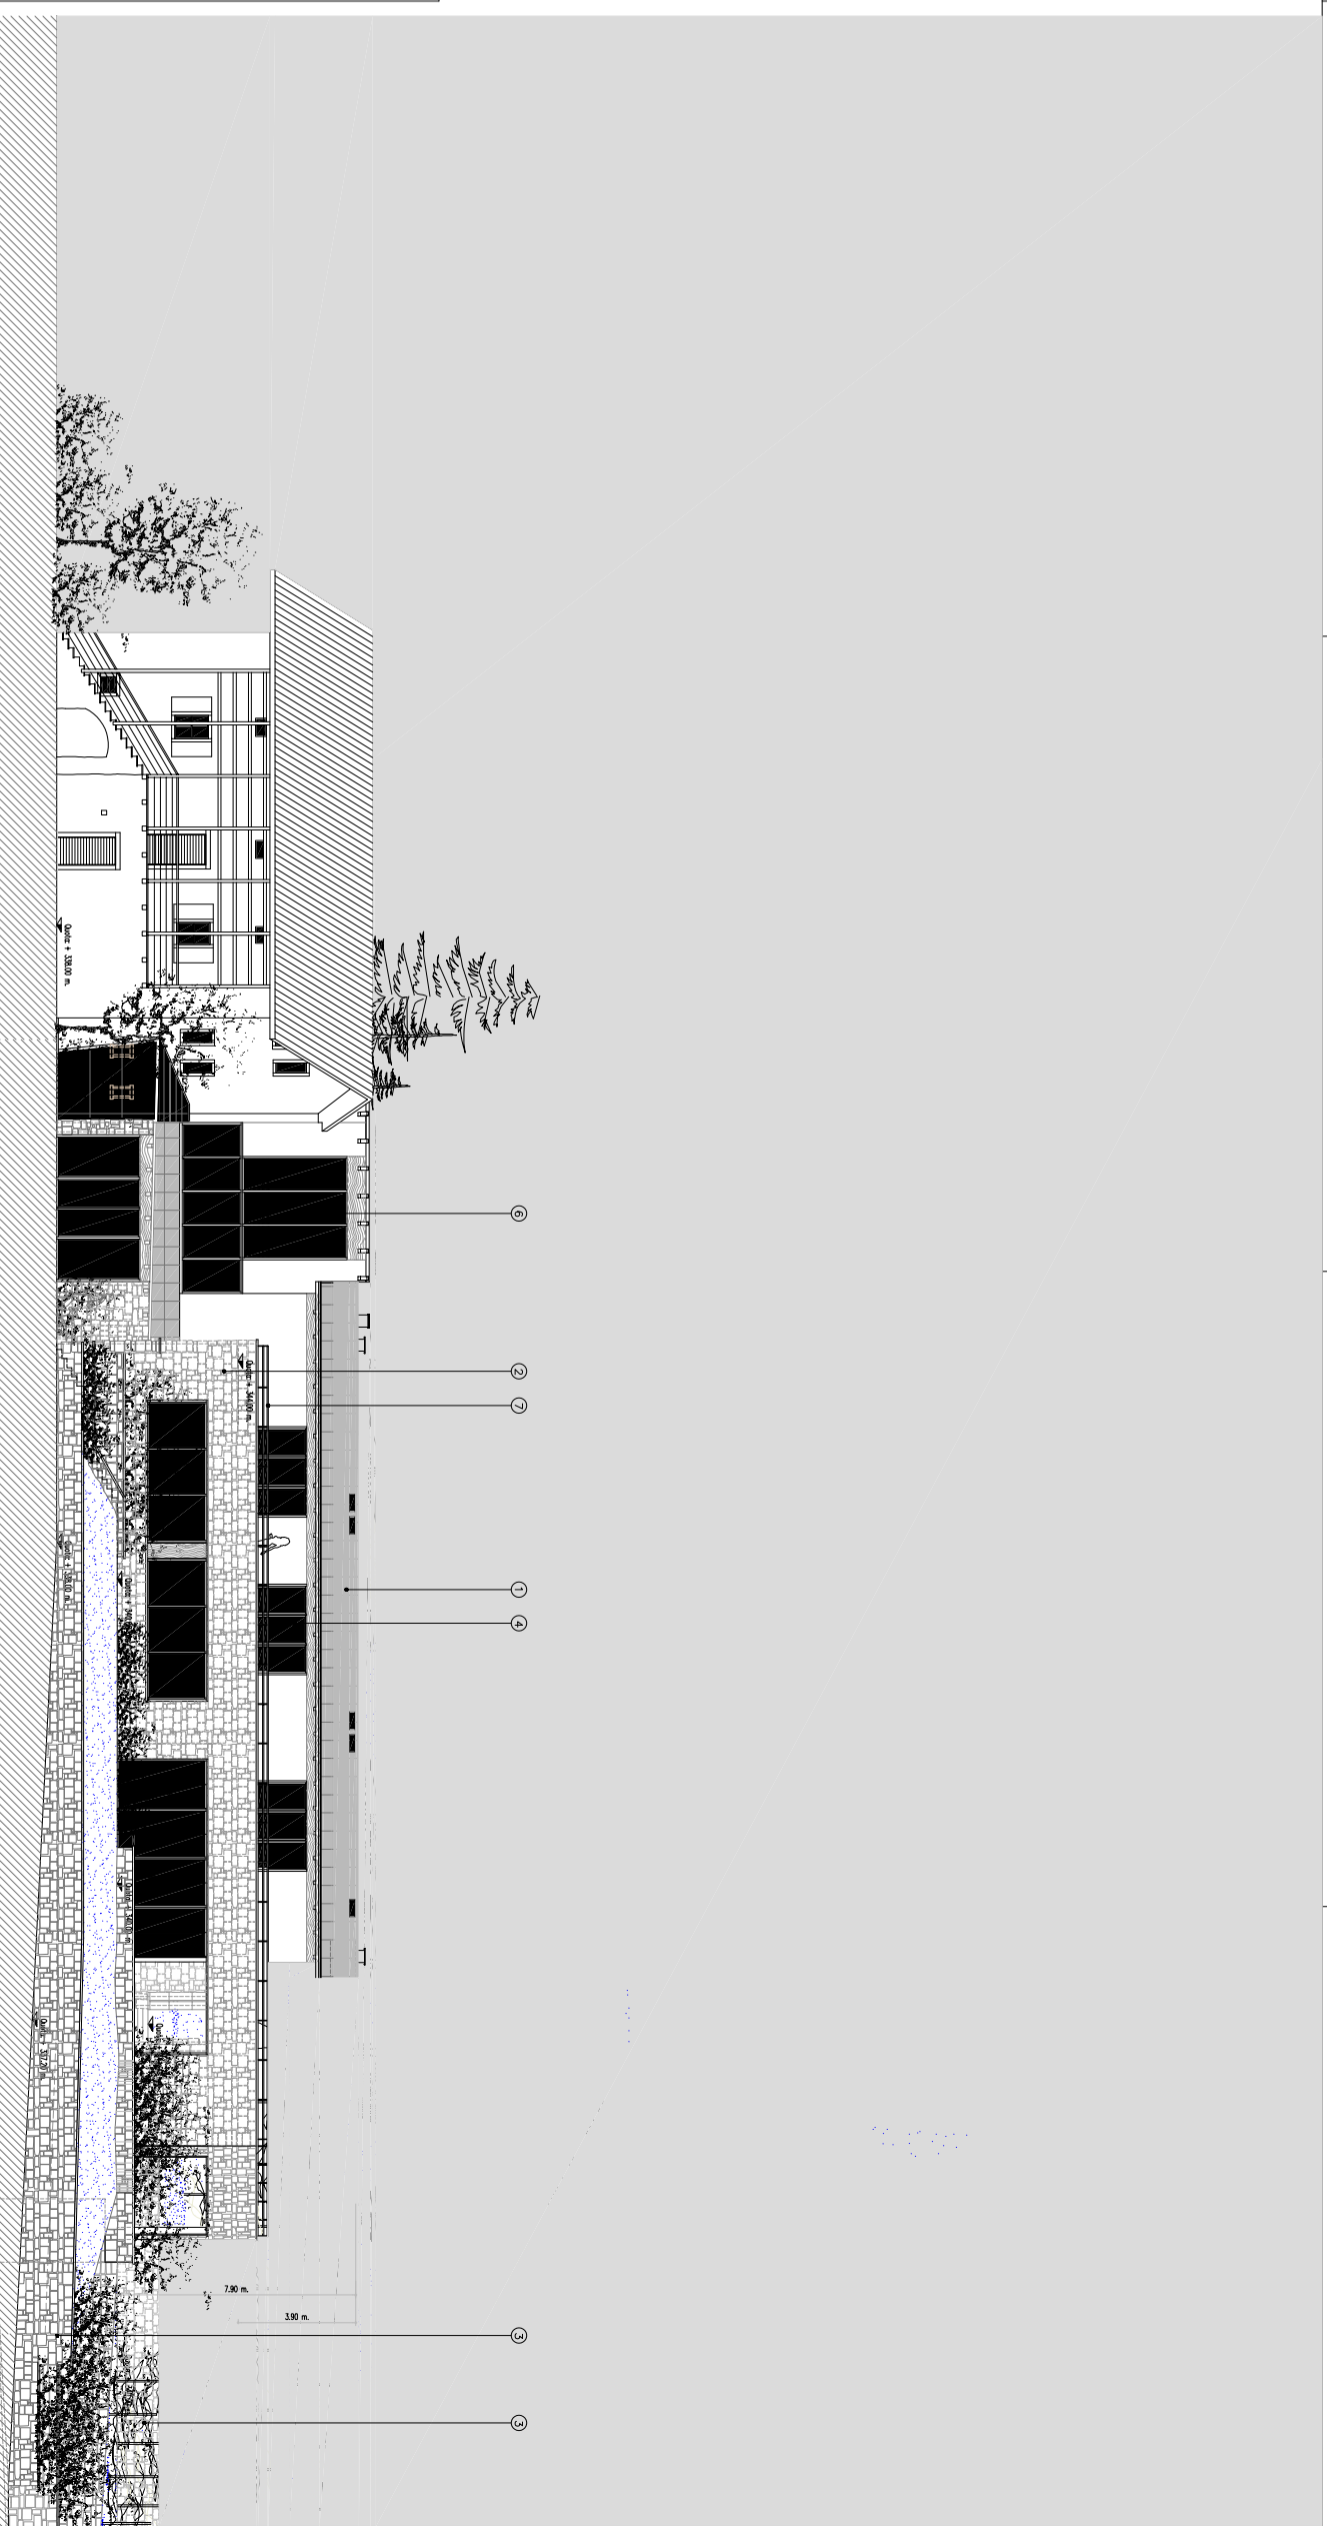 Quota: + 338.00 m.
6
2
7
Quota: + 344.00 m.
1
4
Quota: + 338.00 m.
Quota: + 340.00 m.
Quota: + 337.20 m.
7.90 m.
3.90 m.
3
3